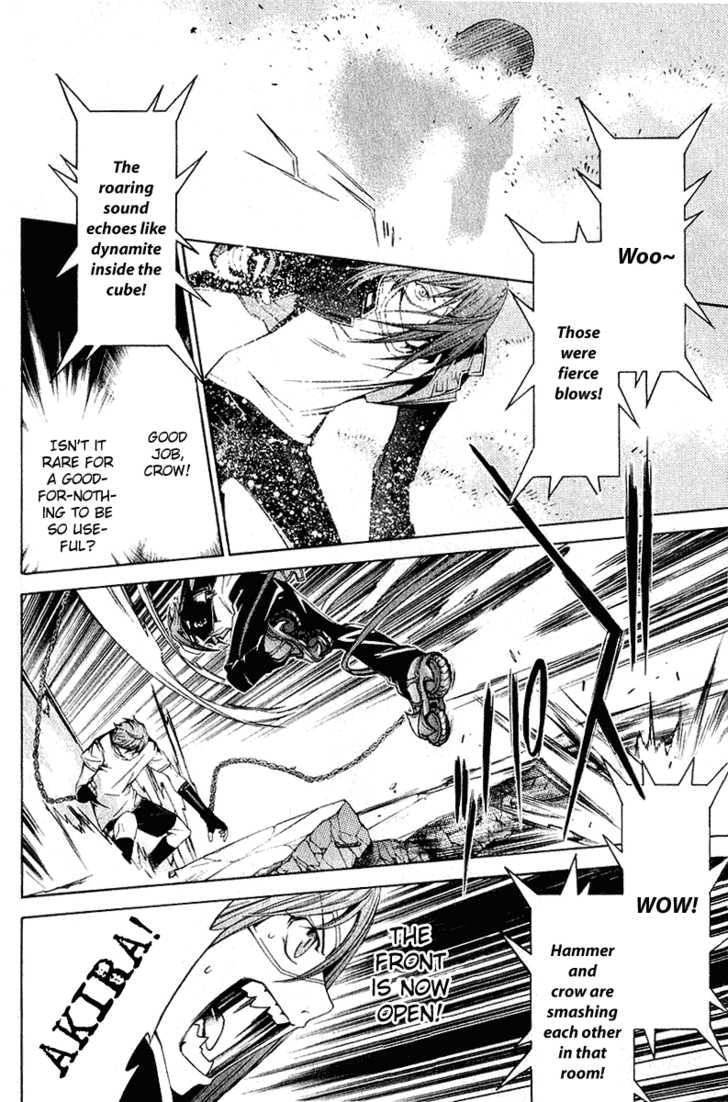 Woo~
Those
were
fierce
blows!
The
roaring
sound
echoes like
dynamite
inside the
cube!
GOOD
JOB,
CROW!
ISN'T IT
RARE FOR
A GOOD-
FOR-NOTH-
ING TO BE
SO USE-
FUL?
WOW!
Hammer
and
crow are
smashing
each other
in that
room!
THE
FRONT
IS NOW
OPEN!
AKIRA!